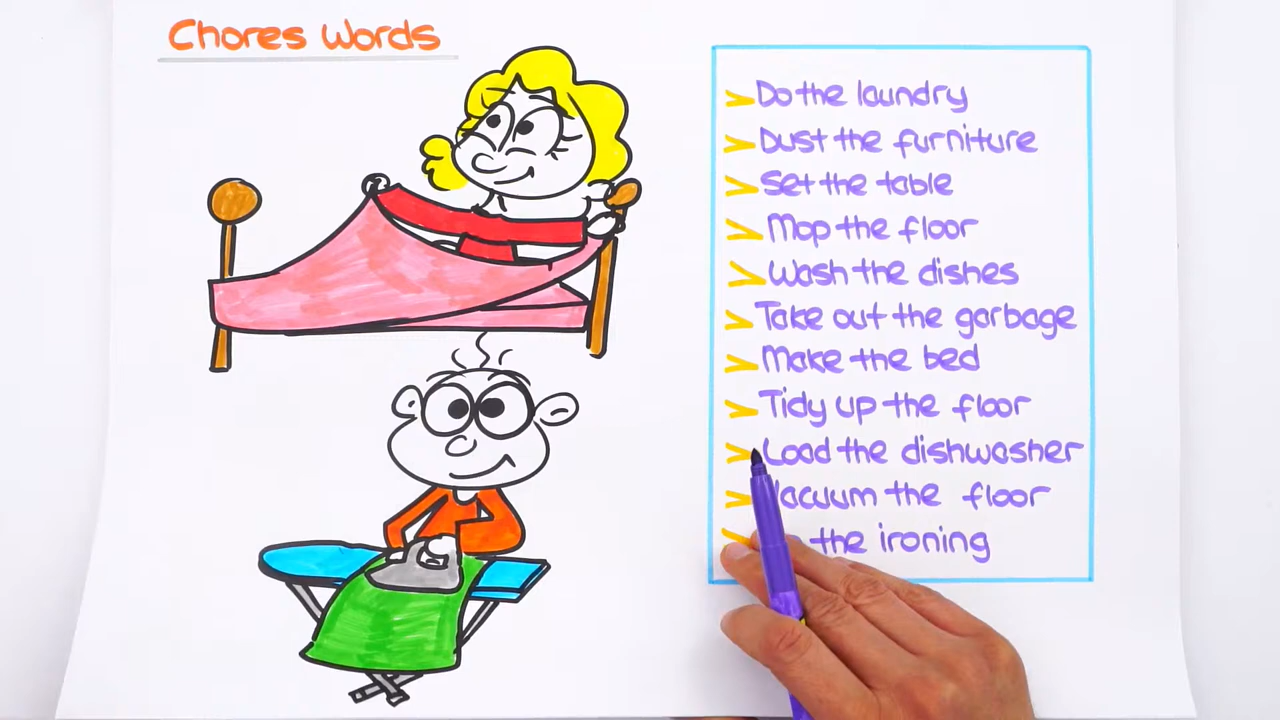 Chores Words
Do the laundry
Dust the furniture
Set the table
Mop the floor
Wash the dishes
Take out the garbage
Make the bed
Tidy up the floor
Load the dishwasher
Vacuum the floor
the ironing